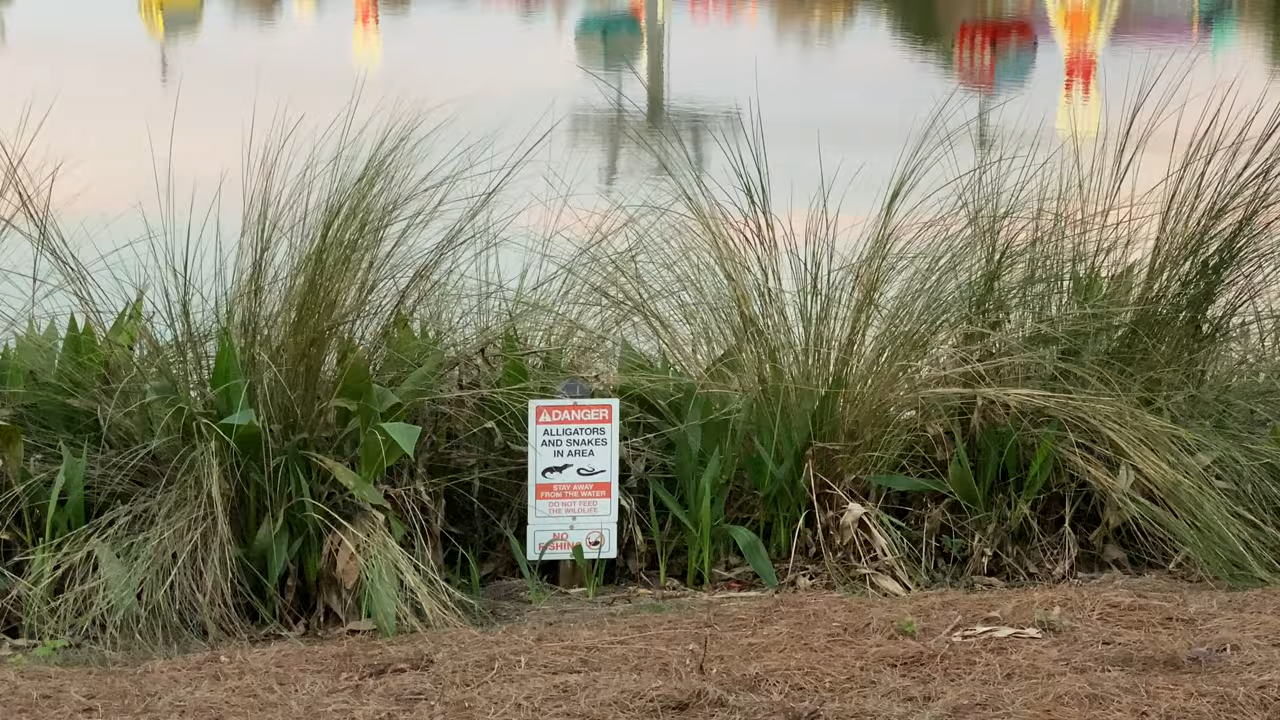 DANGER
ALLIGATORS
AND SNAKES
IN AREA
STAY AWAY
FROM THE WATER
DO NOT FEED
THE WILDLIFE
NO
FISHING